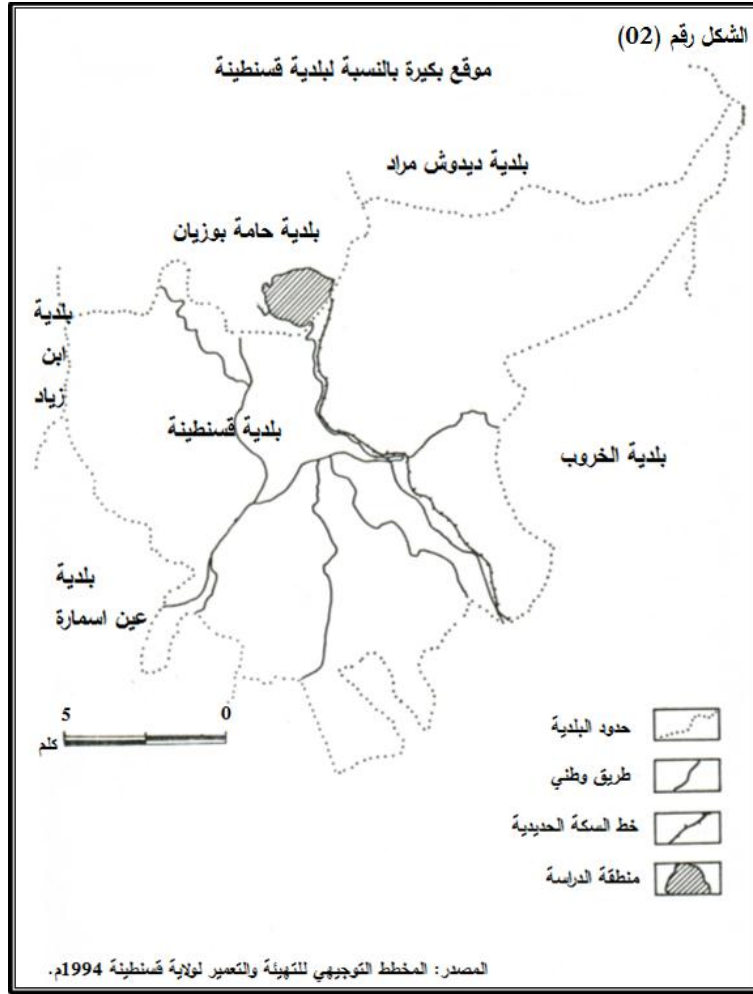 الشكل رقم (02)
موقع بكيرة بالنسبة لبلدية قسنطينة
بلدية ديدوش مراد
بلدية حامة بوزيان
بلدية
ابن
زياد
بلدية قسنطينة
بلدية الخروب
بلدية
عين اسمارة
5 0
كلم
حدود البلدية
طريق وطني
خط السكة الحديدية
منطقة الدراسة
المصدر: المخطط التوجيهي للتهيئة والتعمير لولاية قسنطينة 1994م.